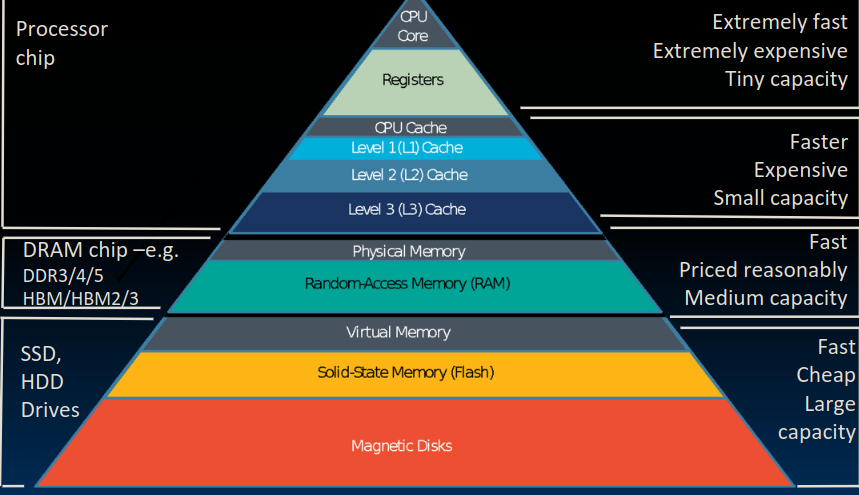 Processor
chip
CPU
Core
Registers
CPU Cache
Level 1 (L1) Cache
Level 2 (L2) Cache
Level 3 (L3) Cache
Extremely fast
Extremely expensive
Tiny capacity
Faster
Expensive
Small capacity
DRAM chip –e.g.
DDR3/4/5
HBM/HBM2/3
Physical Memory
Random-Access Memory (RAM)
Fast
Priced reasonably
Medium capacity
SSD,
HDD
Drives
Virtual Memory
Solid-State Memory (Flash)
Magnetic Disks
Fast
Cheap
Large
capacity